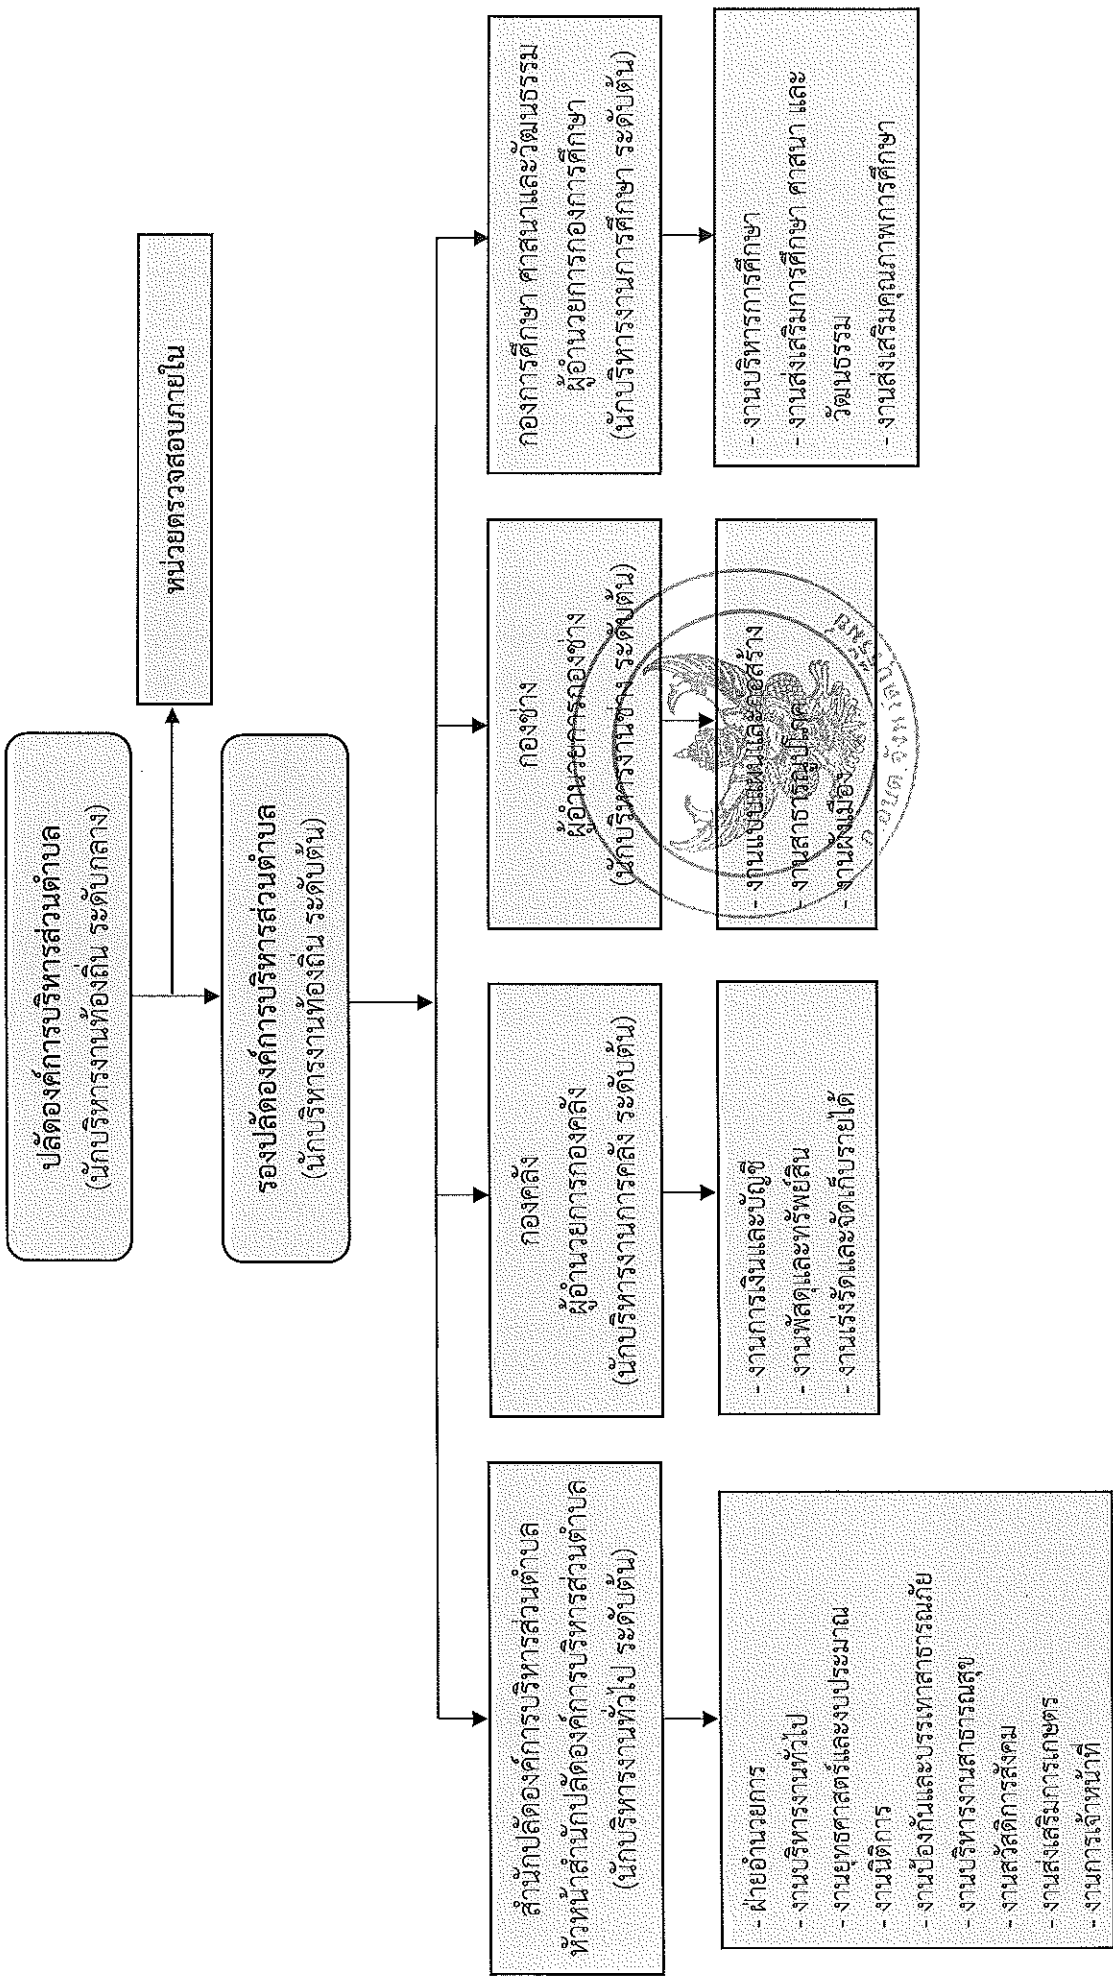 ปลัดองค์การบริหารส่วนตำบล
(นักบริหารงานท้องถิ่น ระดับกลาง)
หน่วยตรวจสอบภายใน
รองปลัดองค์การบริหารส่วนตำบล
(นักบริหารงานท้องถิ่น ระดับต้น)
สำนักปลัดองค์การบริหารส่วนตำบล
หัวหน้าสำนักปลัดองค์การบริหารส่วนตำบล
(นักบริหารงานทั่วไป ระดับต้น)
- ฝ่ายอำนวยการ
- งานบริหารงานทั่วไป
- งานยุทธศาสตร์และงบประมาณ
- งานนิติการ
- งานป้องกันและบรรเทาสาธารณภัย
- งานบริหารงานสาธารณสุข
- งานสวัสดิการสังคม
- งานส่งเสริมการเกษตร
- งานการเจ้าหน้าที่
กองคลัง
ผู้อำนวยการกองคลัง
(นักบริหารงานการคลัง ระดับต้น)
- งานการเงินและบัญชี
- งานพัสดุและทรัพย์สิน
- งานเร่งรัดและจัดเก็บรายได้
กองช่าง
ผู้อำนวยการกองช่าง
(นักบริหารงานช่าง ระดับต้น)
- งานแบบแผนและก่อสร้าง
- งานสาธารณูปโภค
- งานผังเมือง
กองการศึกษา ศาสนาและวัฒนธรรม
ผู้อำนวยการกองการศึกษา
(นักบริหารงานการศึกษา ระดับต้น)
- งานบริหารการศึกษา
- งานส่งเสริมการศึกษา ศาสนา และ
วัฒนธรรม
- งานส่งเสริมคุณภาพการศึกษา